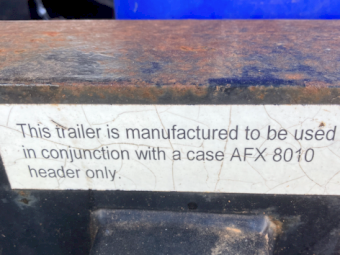 This trailer is manufactured to be used
in conjunction with a case AFX 8010
header only.